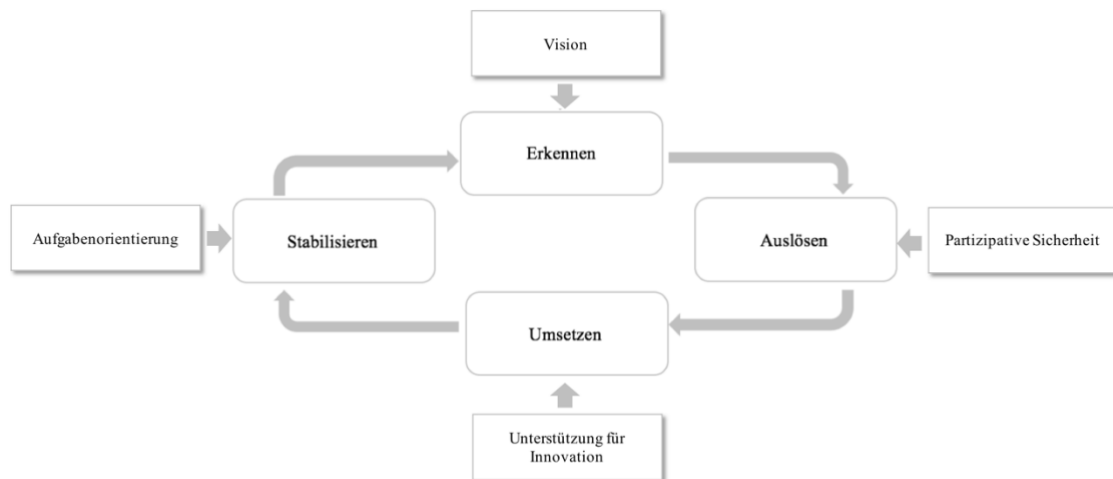 Vision
Erkennen
Aufgabenorientierung
Stabilisieren
Auslösen
Partizipative Sicherheit
Umsetzen
Unterstützung für
Innovation